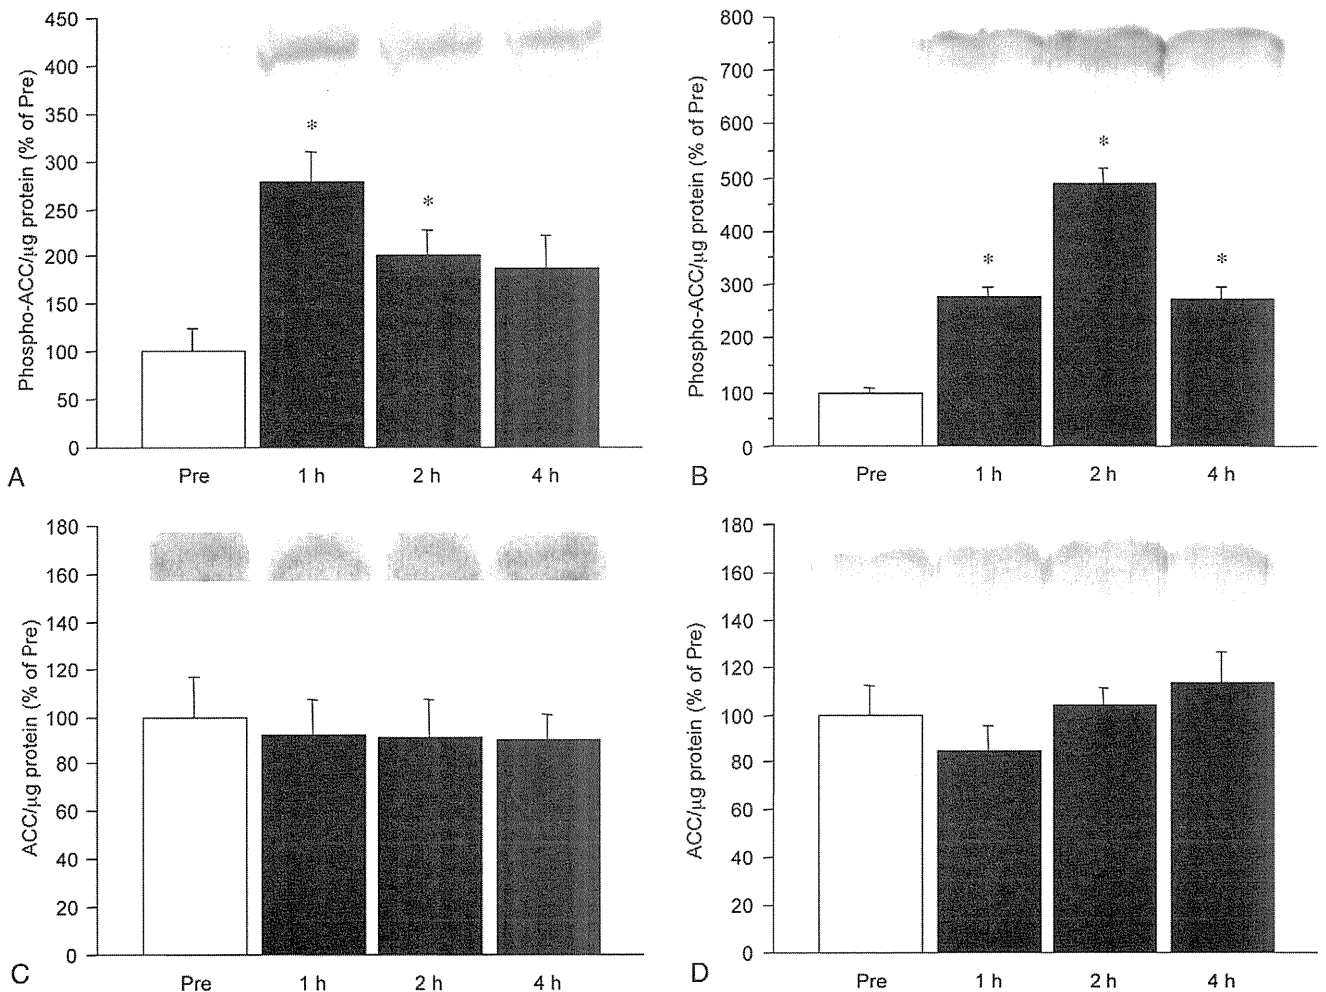 Phospho-ACC/μg protein (% of Pre)
450
400
350
300
250
200
150
100
50
0
*
*
Pre
1 h
2 h
4 h
A
Phospho-ACC/μg protein (% of Pre)
800
700
600
500
400
300
200
100
0
*
*
*
Pre
1 h
2 h
4 h
B
ACC/μg protein (% of Pre)
180
160
140
120
100
80
60
40
20
0
Pre
1 h
2 h
4 h
C
ACC/μg protein (% of Pre)
180
160
140
120
100
80
60
40
20
0
Pre
1 h
2 h
4 h
D